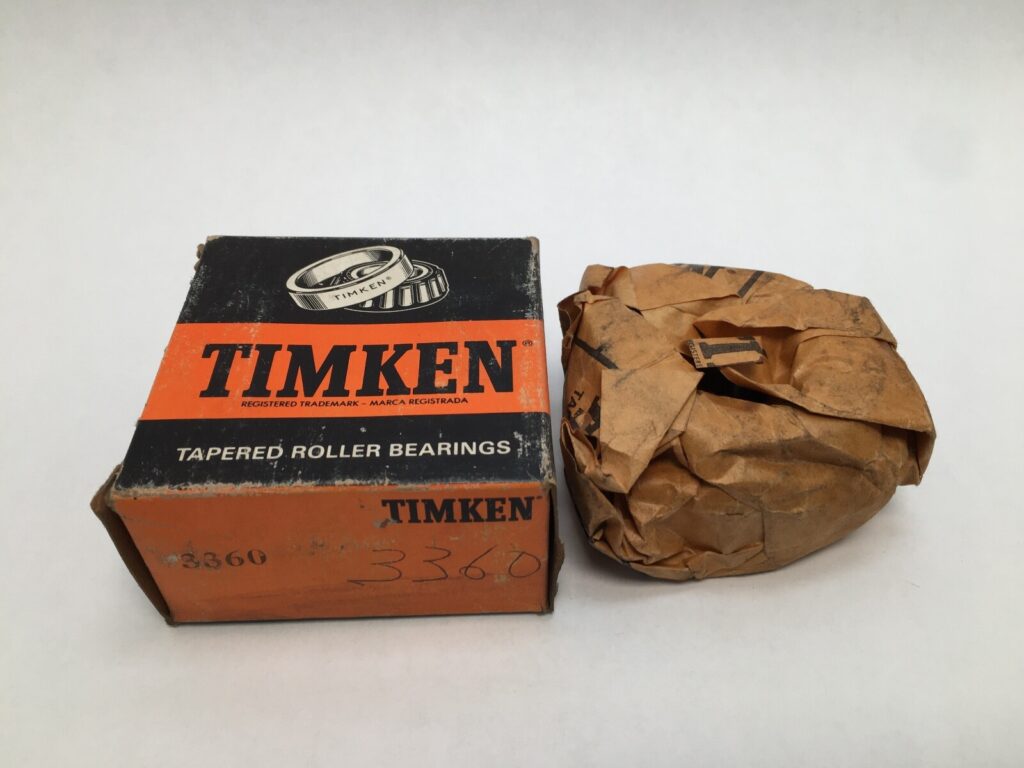 TIMKEN®
TIMKEN®
REGISTERED TRADEMARK – MARCA REGISTRADA
TAPERED ROLLER BEARINGS
TIMKEN
3360
3360